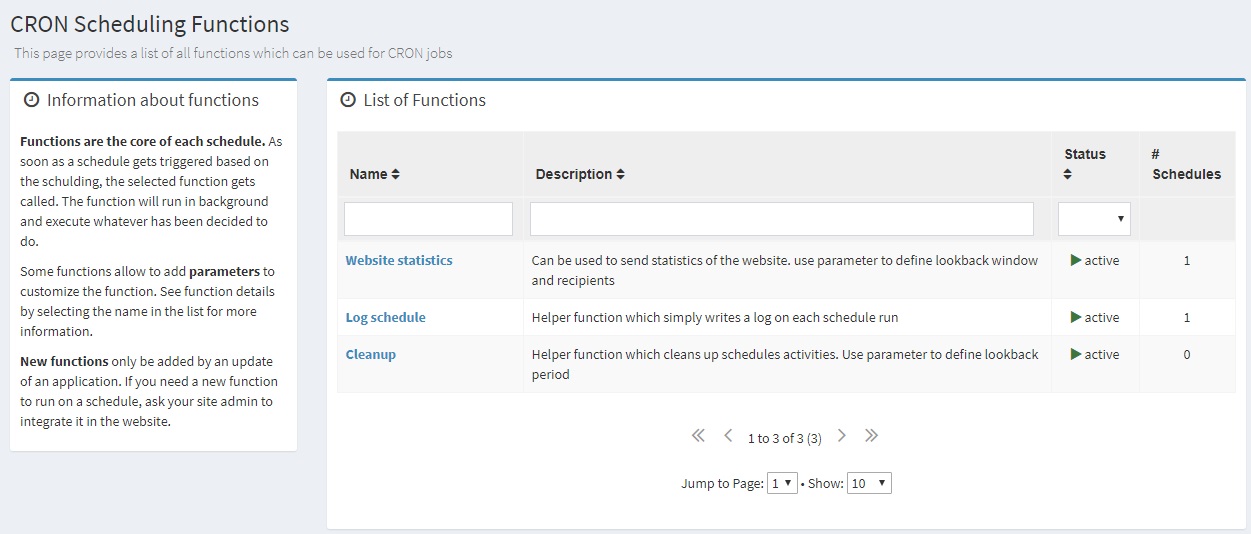 CRON Scheduling Functions
This page provides a list of all functions which can be used for CRON jobs
Information about functions
Functions are the core of each schedule. As
soon as a schedule gets triggered based on
the schulding, the selected function gets
called. The function will run in background
and execute whatever has been decided to
do.
Some functions allow to add parameters to
customize the function. See function details
by selecting the name in the list for more
information.
New functions only be added by an update
of an application. If you need a new function
to run on a schedule, ask your site admin to
integrate it in the website.
List of Functions
Name
Description
Status
#
Schedules
Website statistics
Can be used to send statistics of the website. use parameter to define lookback window
and recipients
active
1
Log schedule
Helper function which simply writes a log on each schedule run
active
1
Cleanup
Helper function which cleans up schedules activities. Use parameter to define lookback
period
active
0
1 to 3 of 3 (3)
Jump to Page: 1 • Show: 10